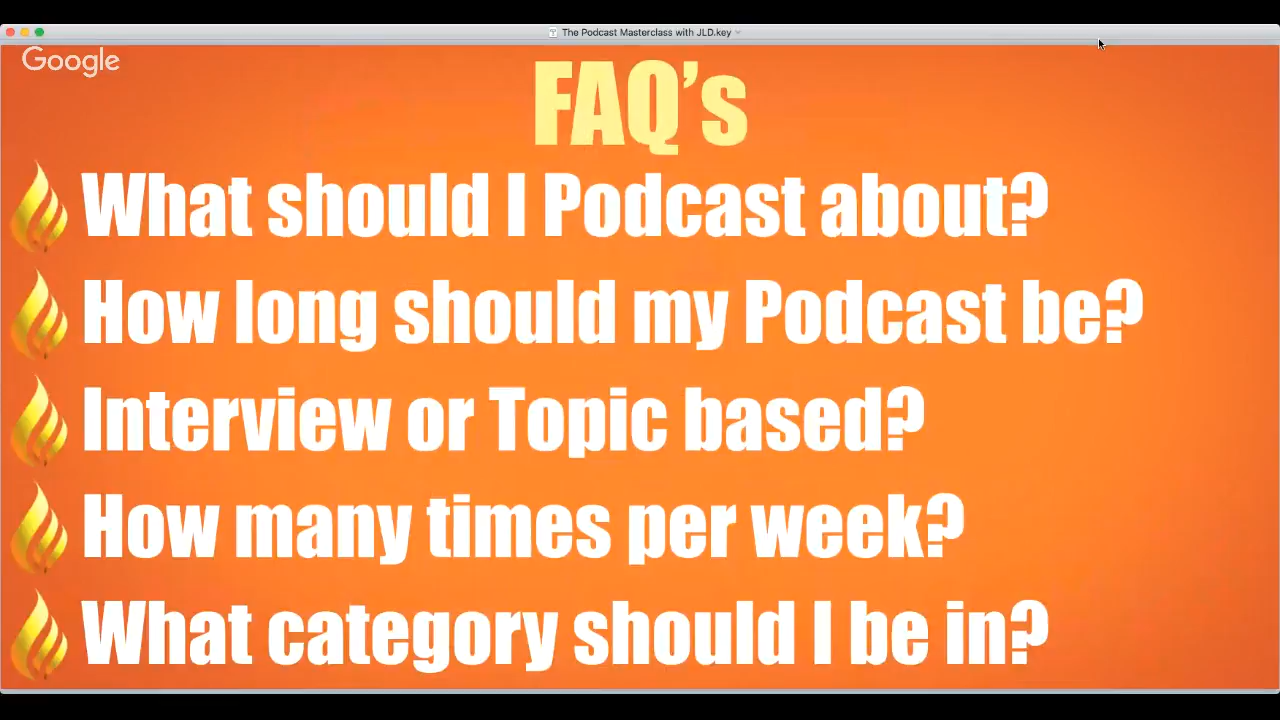 The Podcast Masterclass with JLD.key
Google
FAQ’s
What should I Podcast about?
How long should my Podcast be?
Interview or Topic based?
How many times per week?
What category should I be in?